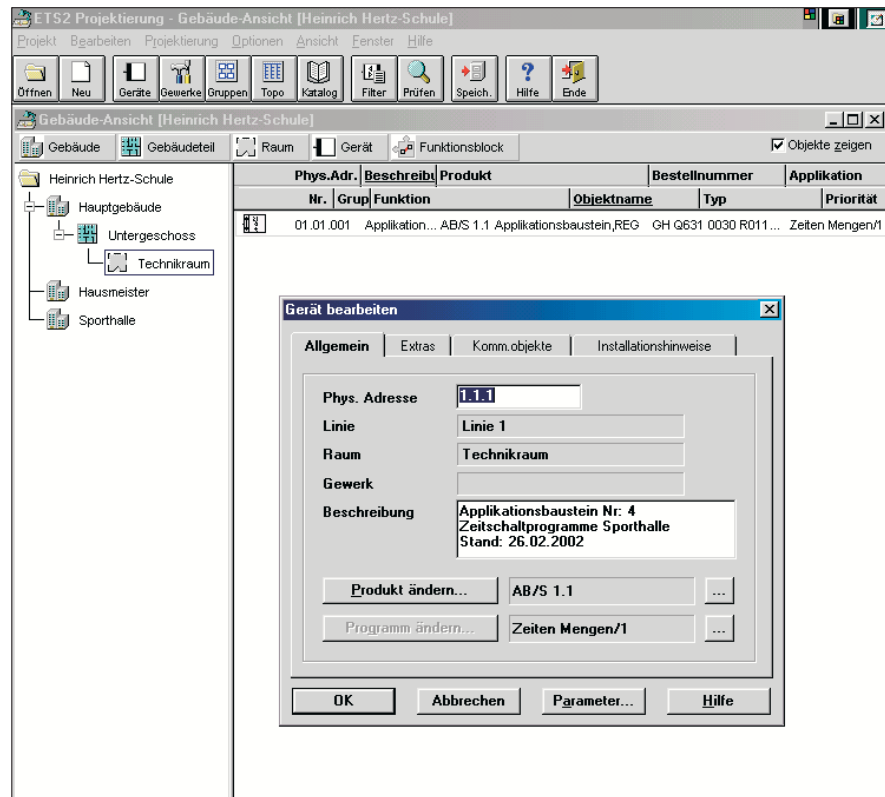 ETS2 Projektierung - Gebäude-Ansicht [Heinrich Hertz-Schule]
Projekt Bearbeiten Projektierung Optionen Ansicht Fenster Hilfe
Öffnen Neu Geräte Gewerke Gruppen Topo Katalog Filter Prüfen Speich. Hilfe Ende
Gebäude-Ansicht [Heinrich Hertz-Schule]
Gebäude Gebäudeteil Raum Gerät Funktionsblock Objekte zeigen
Heinrich Hertz-Schule
Hauptgebäude
Untergeschoss
Technikraum
Hausmeister
Sporthalle
Phys.Adr. Beschreibu Produkt Bestellnummer Applikation
Nr. Grup Funktion Objektname Typ Priorität
01.01.001 Applikation... AB/S 1.1 Applikationsbaustein,REG GH Q631 0030 R011... Zeiten Mengen/1
Gerät bearbeiten
Allgemein Extras Komm.objekte Installationshinweise
Phys. Adresse 1.1.1
Linie Linie 1
Raum Technikraum
Gewerk
Beschreibung Applikationsbaustein Nr: 4
Zeitschaltprogramme Sporthalle
Stand: 26.02.2002
Produkt ändern... AB/S 1.1 ...
Programm ändern... Zeiten Mengen/1 ...
OK Abbrechen Parameter... Hilfe